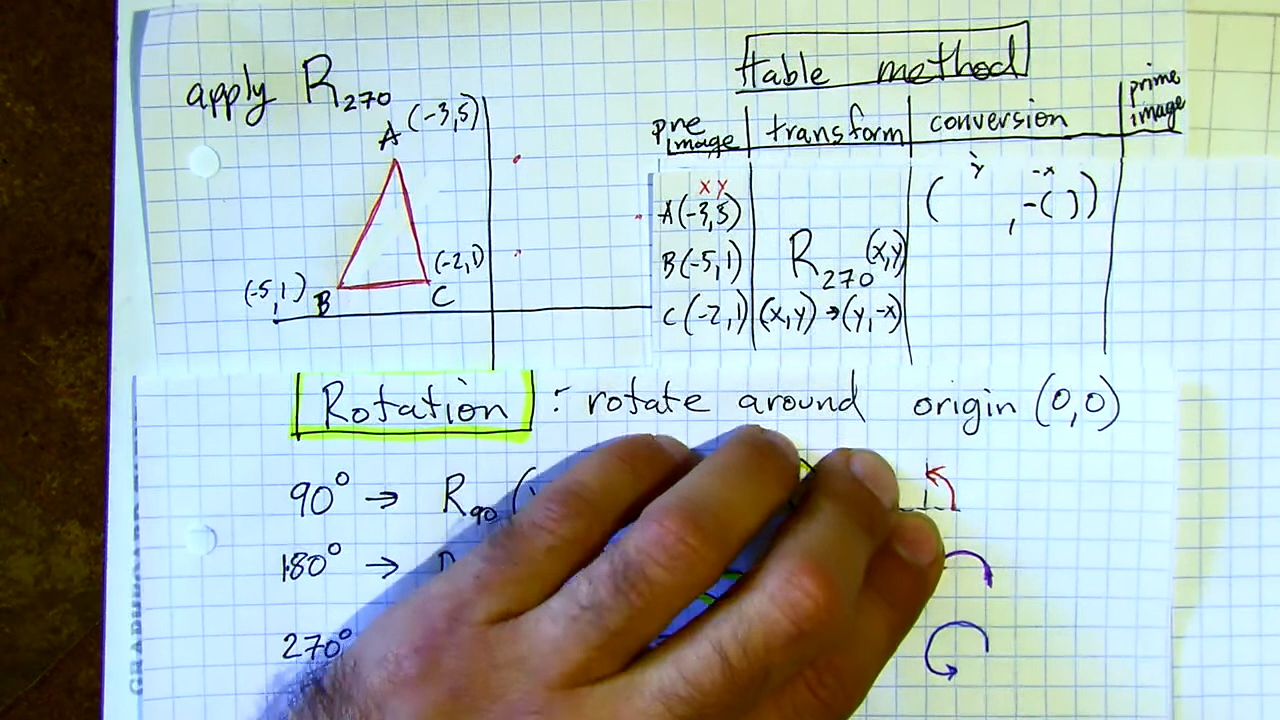 apply R270
A (-3,5)
(-2,1)
(-5,1) B C
table method
pre image transform conversion prime image
x y y -x
A(-3,5) ( , -( ))
B(-5,1) R270 (x,y)
C(-2,1) (x,y) → (y,-x)
Rotation : rotate around origin (0,0)
90° → R90 (
180° →
270°